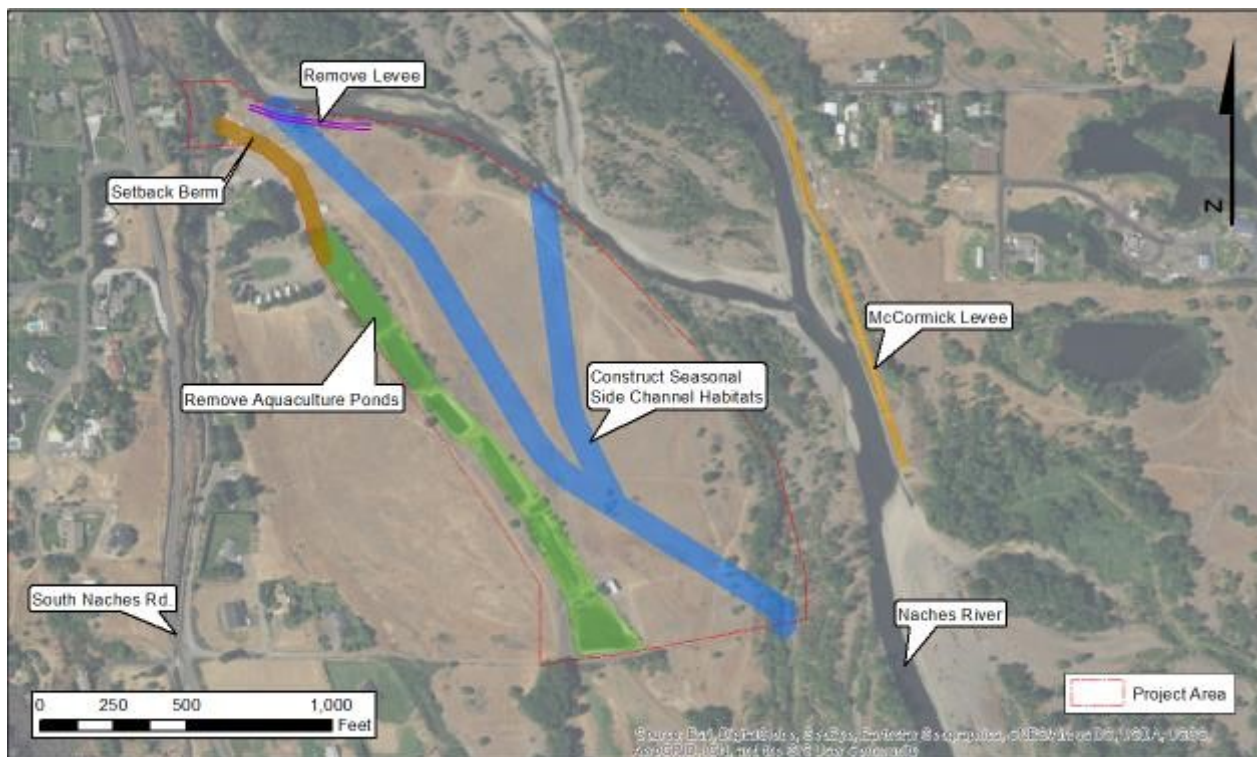 Remove Levee
Setback Berm
Z
McCormick Levee
Construct Seasonal
Side Channel Habitats
Remove Aquaculture Ponds
South Naches Rd.
Naches River
0 250 500 1,000
Feet
Project Area